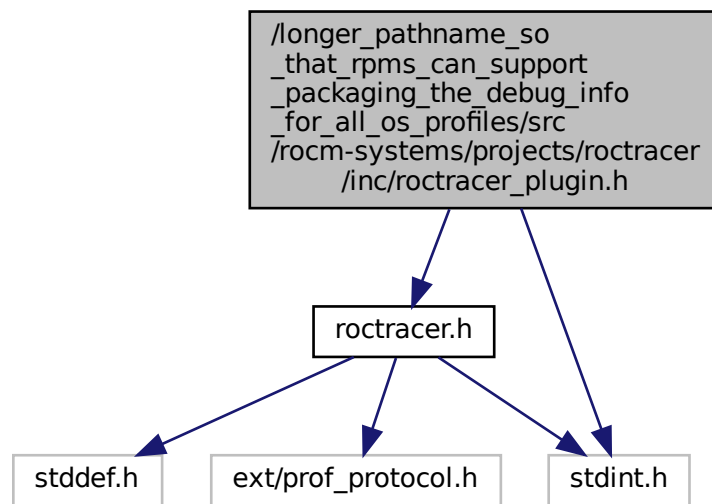 /longer_pathname_so
_that_rpms_can_support
_packaging_the_debug_info
_for_all_os_profiles/src
/rocm-systems/projects/roctracer
/inc/roctracer_plugin.h
roctracer.h
stddef.h
ext/prof_protocol.h
stdint.h